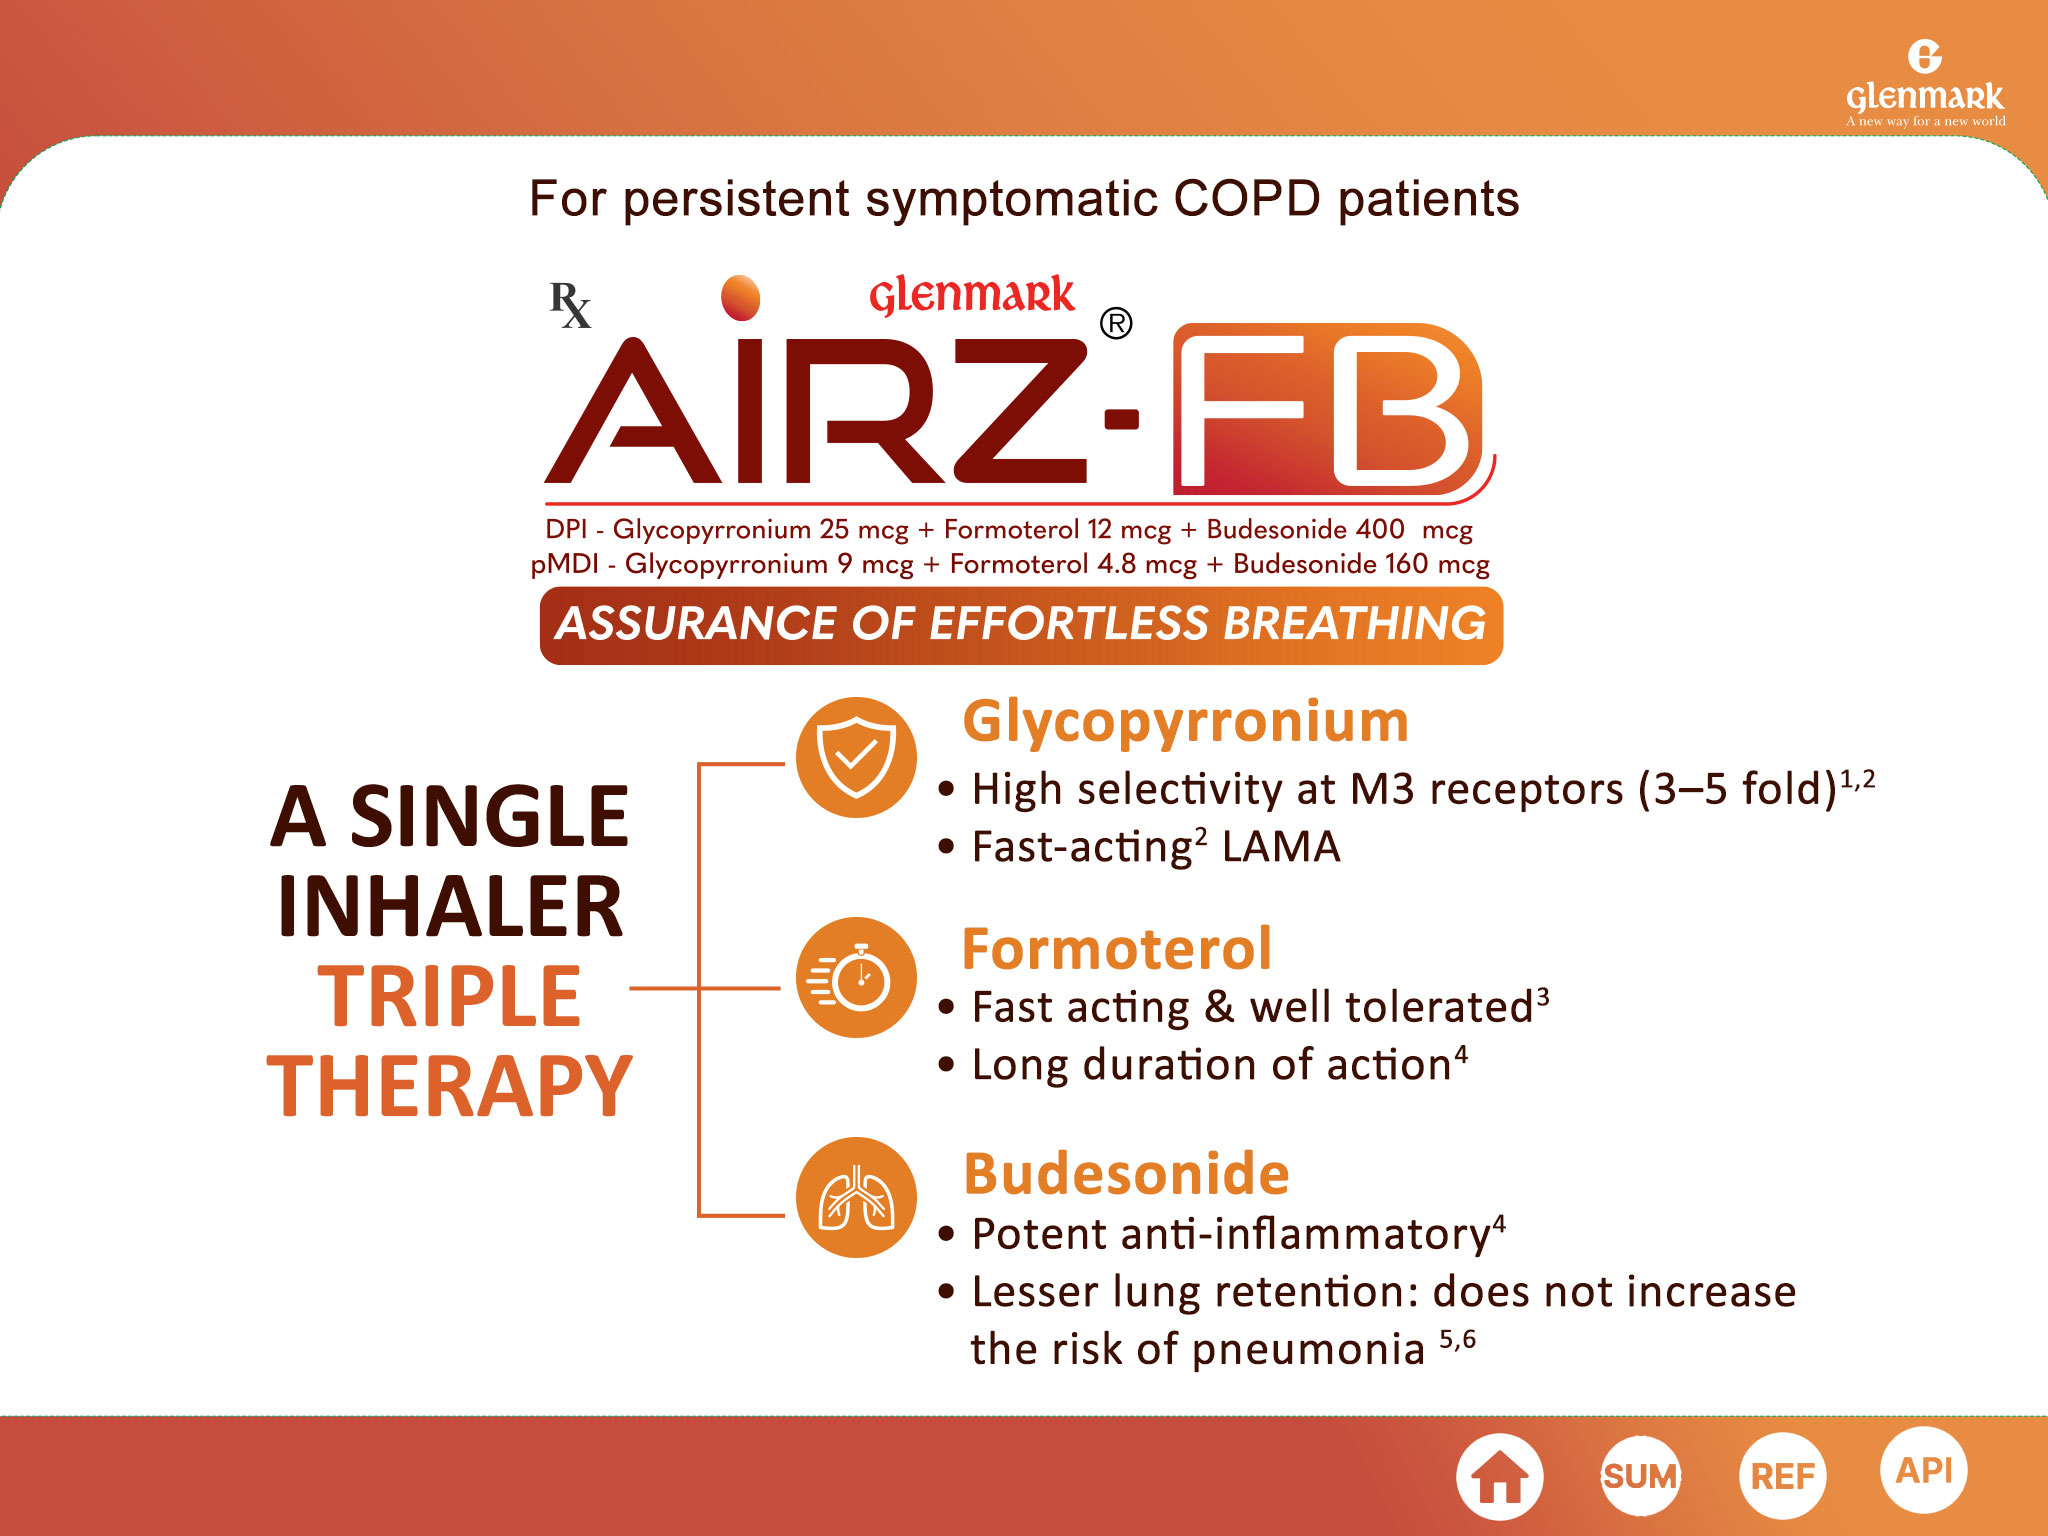 glenmark
A new way for a new world
For persistent symptomatic COPD patients
Rx
glenmark
AiRZ-FB
®
DPI - Glycopyrronium 25 mcg + Formoterol 12 mcg + Budesonide 400 mcg
pMDI - Glycopyrronium 9 mcg + Formoterol 4.8 mcg + Budesonide 160 mcg
ASSURANCE OF EFFORTLESS BREATHING
A SINGLE
INHALER
TRIPLE
THERAPY
Glycopyrronium
• High selectivity at M3 receptors (3–5 fold)1,2
• Fast-acting2 LAMA
Formoterol
• Fast acting & well tolerated3
• Long duration of action4
Budesonide
• Potent anti-inflammatory4
• Lesser lung retention: does not increase
the risk of pneumonia 5,6
SUM
REF
API